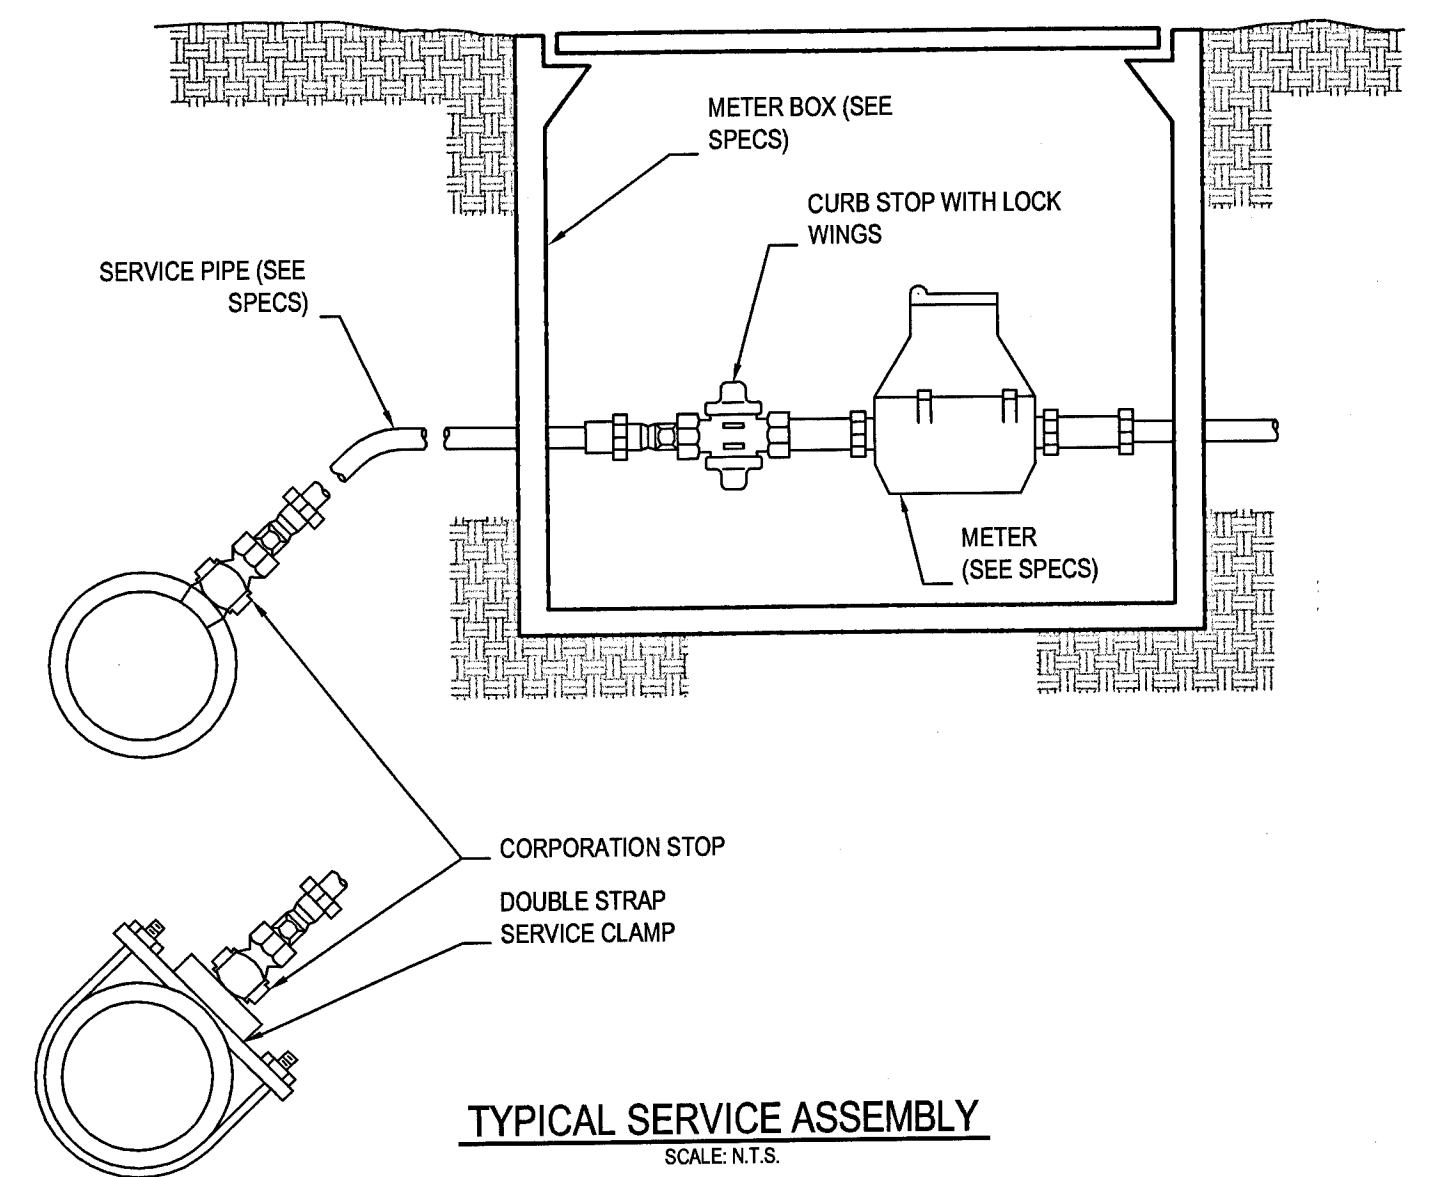 METER BOX (SEE
SPECS)
CURB STOP WITH LOCK
WINGS
SERVICE PIPE (SEE
SPECS)
METER
(SEE SPECS)
CORPORATION STOP
DOUBLE STRAP
SERVICE CLAMP
TYPICAL SERVICE ASSEMBLY
SCALE: N.T.S.